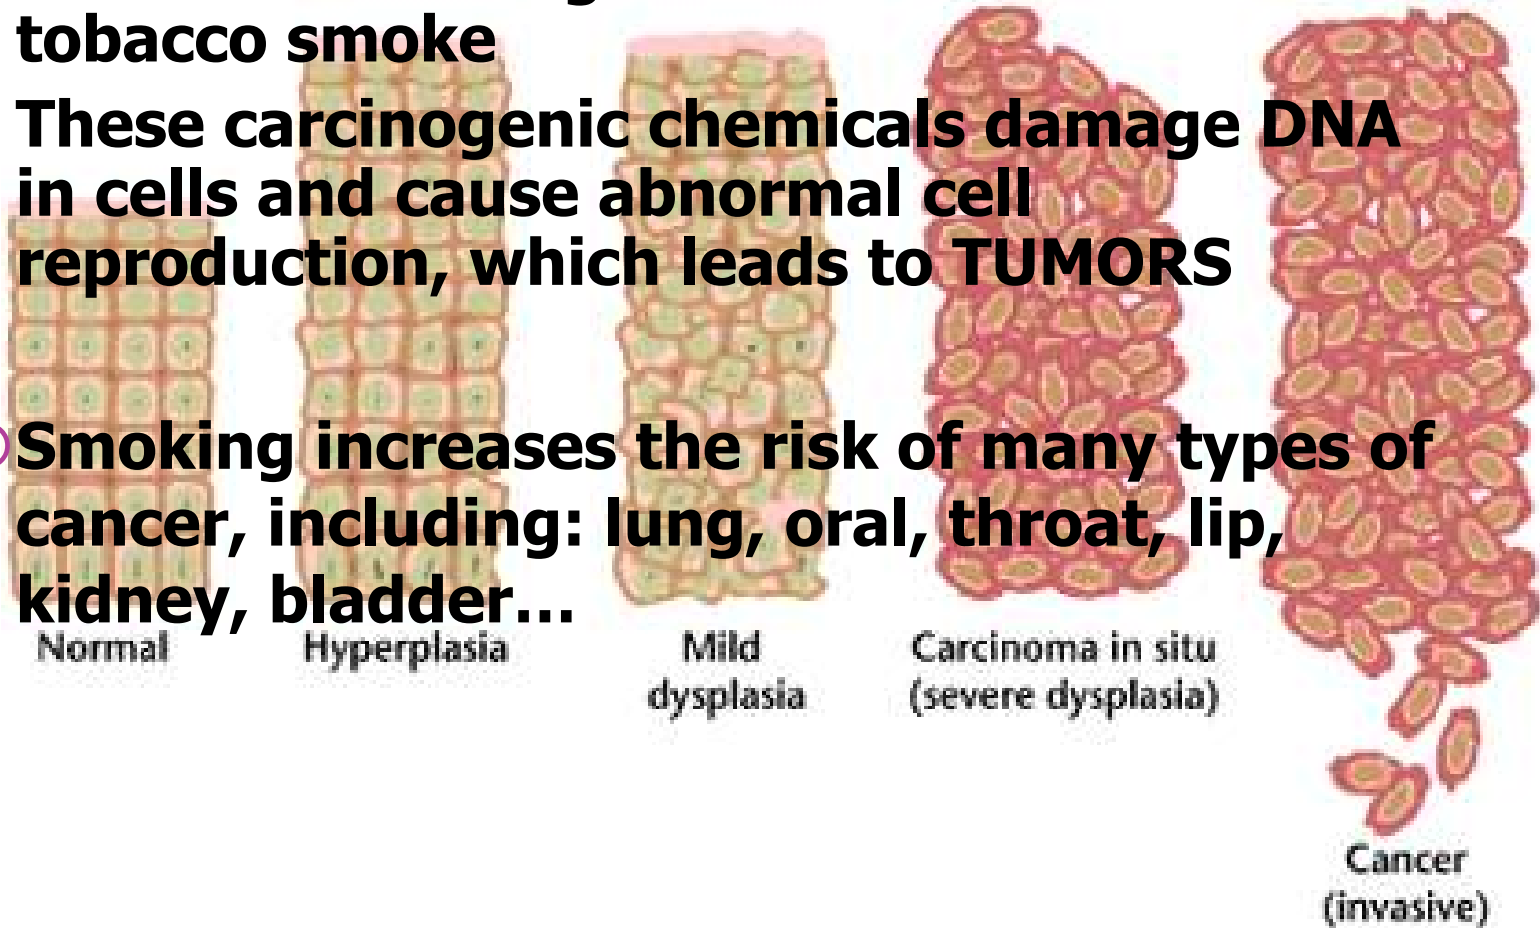 tobacco smoke
These carcinogenic chemicals damage DNA
in cells and cause abnormal cell
reproduction, which leads to TUMORS
Smoking increases the risk of many types of
cancer, including: lung, oral, throat, lip,
kidney, bladder…
Normal
Hyperplasia
Mild
dysplasia
Carcinoma in situ
(severe dysplasia)
Cancer
(invasive)